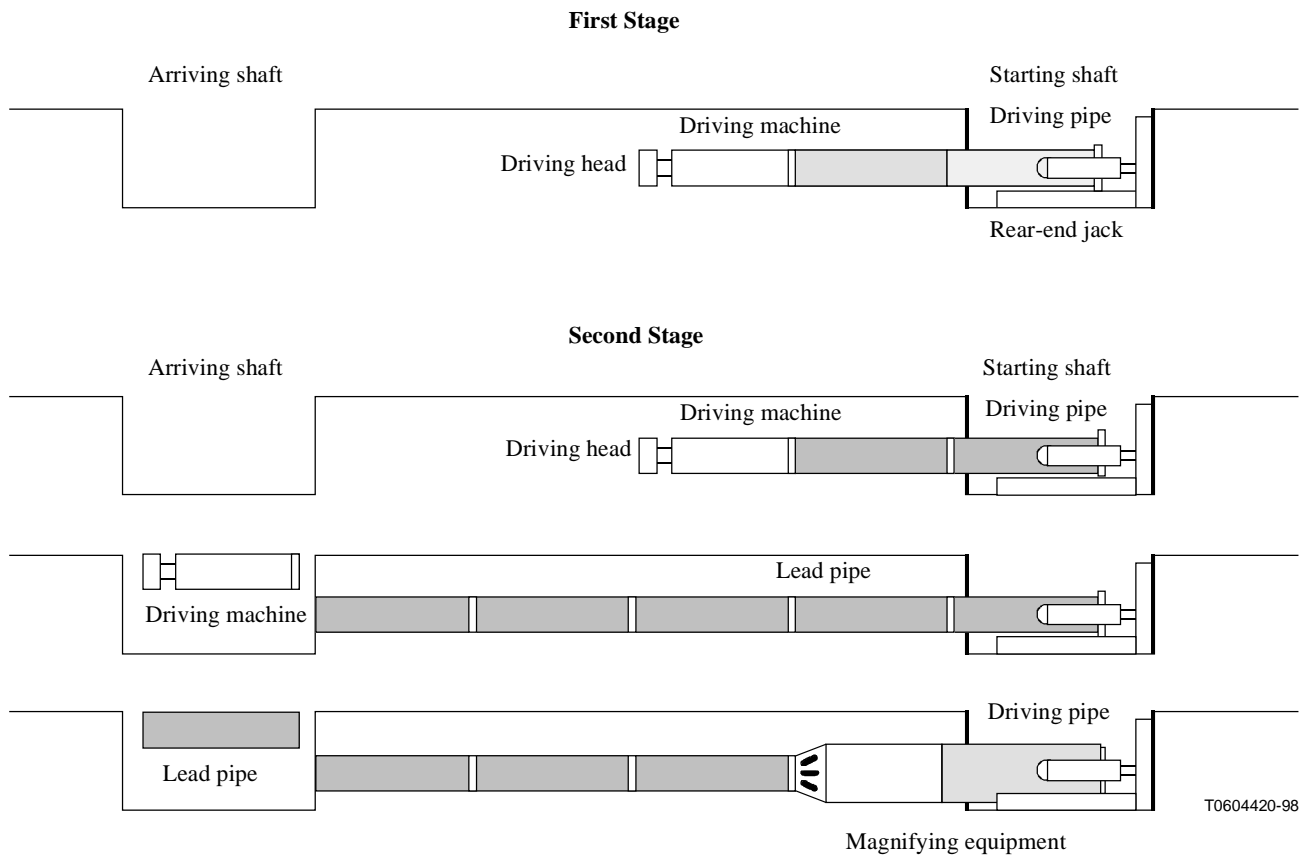 First Stage
Arriving shaft
Starting shaft
Driving pipe
Driving machine
Driving head
Rear-end jack
Second Stage
Arriving shaft
Starting shaft
Driving pipe
Driving machine
Driving head
Lead pipe
Driving machine
Driving pipe
Lead pipe
T0604420-98
Magnifying equipment